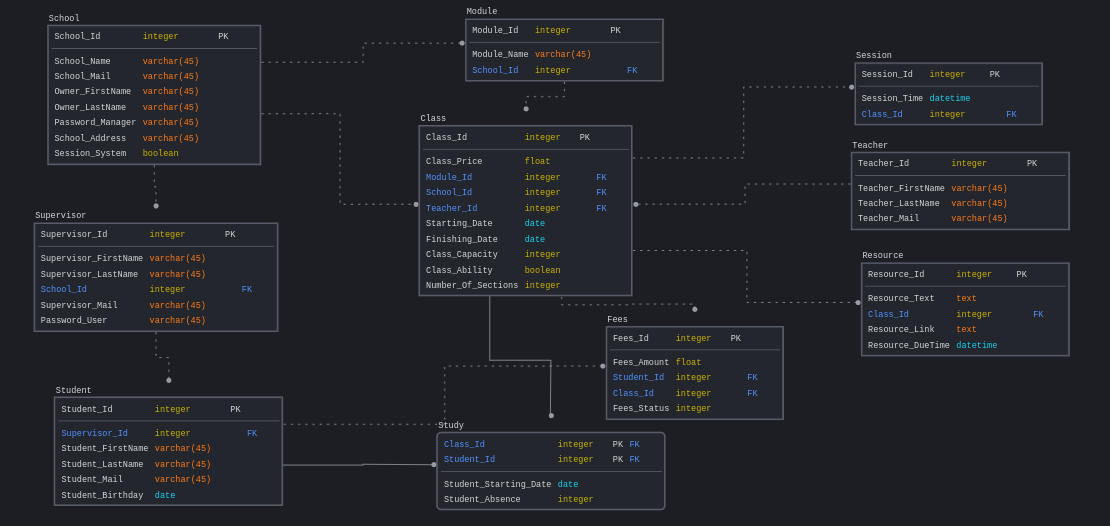 School
School_Id integer PK
School_Name varchar(45)
School_Mail varchar(45)
Owner_FirstName varchar(45)
Owner_LastName varchar(45)
Password_Manager varchar(45)
School_Address varchar(45)
Session_System boolean
Module
Module_Id integer PK
Module_Name varchar(45)
School_Id integer FK
Session
Session_Id integer PK
Session_Time datetime
Class_Id integer FK
Class
Class_Id integer PK
Class_Price float
Module_Id integer FK
School_Id integer FK
Teacher_Id integer FK
Starting_Date date
Finishing_Date date
Class_Capacity integer
Class_Ability boolean
Number_Of_Sections integer
Teacher
Teacher_Id integer PK
Teacher_FirstName varchar(45)
Teacher_LastName varchar(45)
Teacher_Mail varchar(45)
Supervisor
Supervisor_Id integer PK
Supervisor_FirstName varchar(45)
Supervisor_LastName varchar(45)
School_Id integer FK
Supervisor_Mail varchar(45)
Password_User varchar(45)
Resource
Resource_Id integer PK
Resource_Text text
Class_Id integer FK
Resource_Link text
Resource_DueTime datetime
Fees
Fees_Id integer PK
Fees_Amount float
Student_Id integer FK
Class_Id integer FK
Fees_Status integer
Student
Student_Id integer PK
Supervisor_Id integer FK
Student_FirstName varchar(45)
Student_LastName varchar(45)
Student_Mail varchar(45)
Student_Birthday date
Study
Class_Id integer PK FK
Student_Id integer PK FK
Student_Starting_Date date
Student_Absence integer